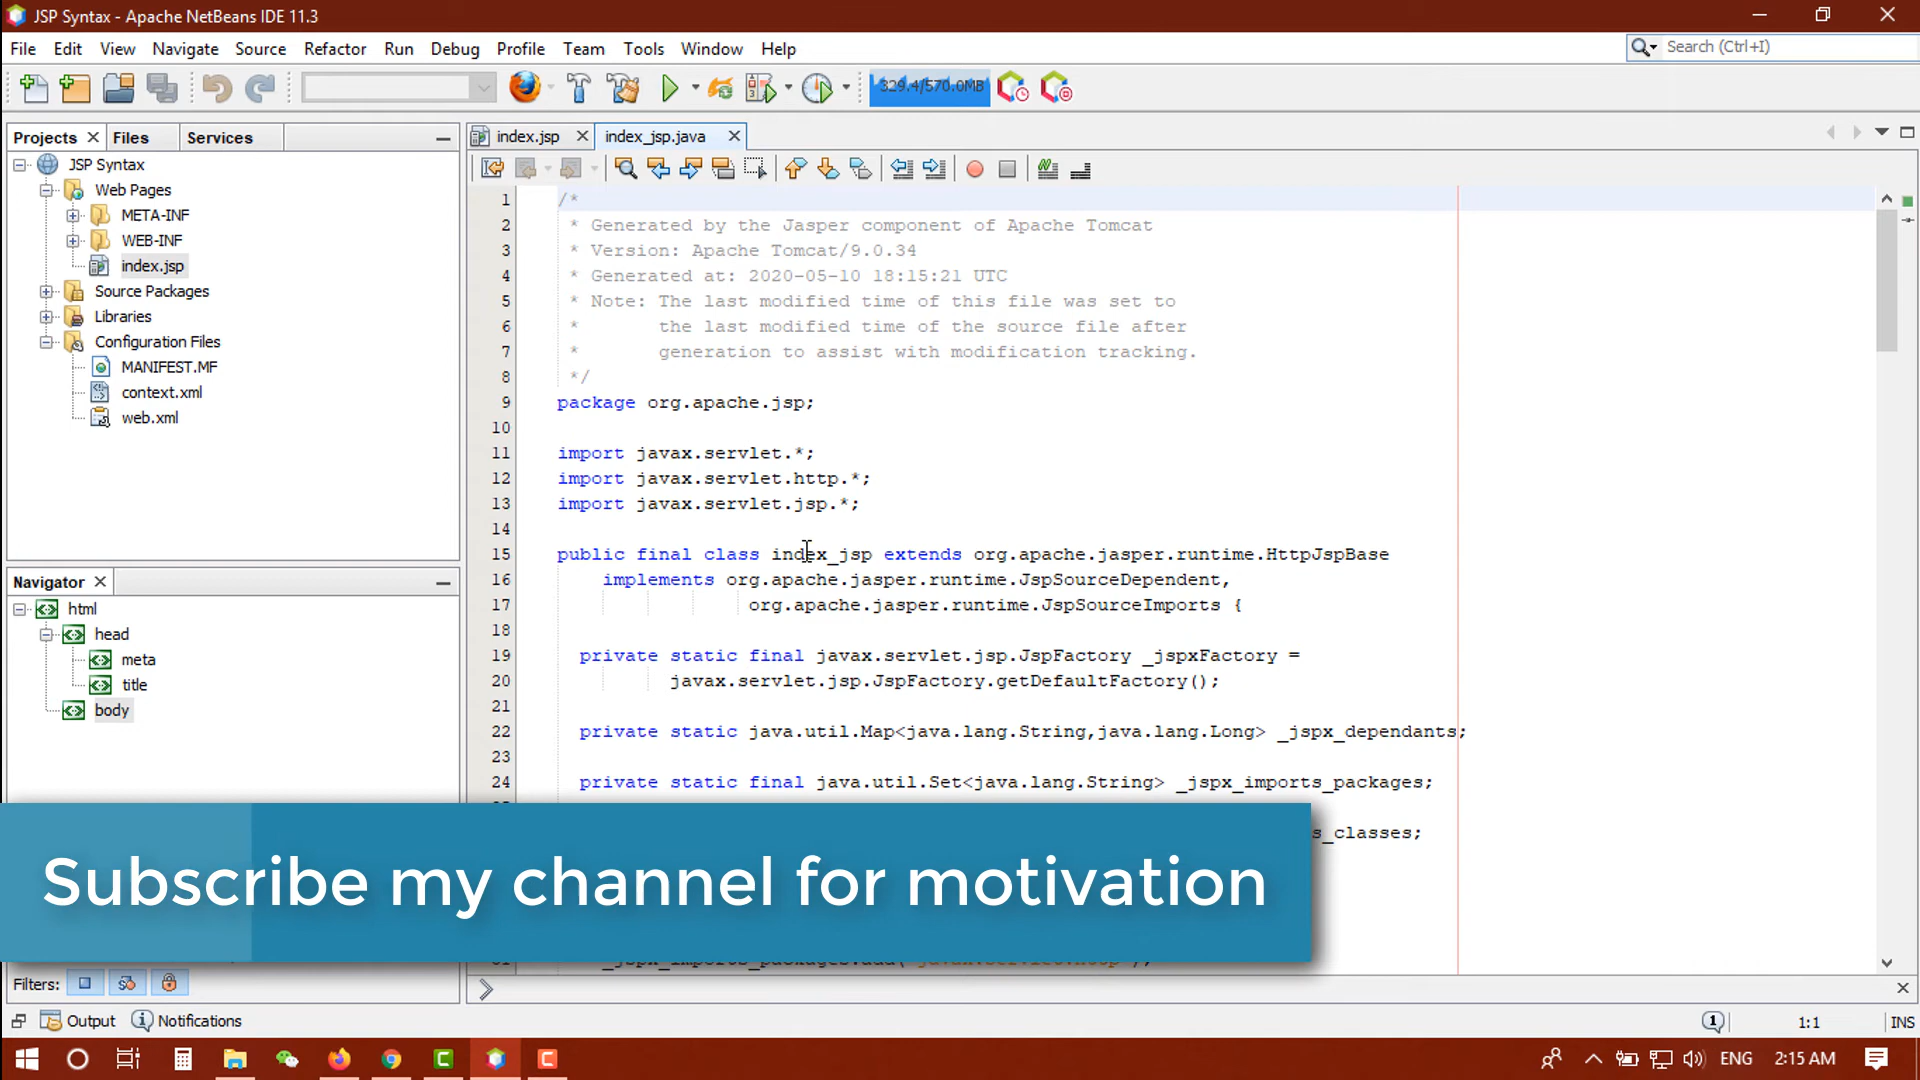 JSP Syntax - Apache NetBeans IDE 11.3
File Edit View Navigate Source Refactor Run Debug Profile Team Tools Window Help
Search (Ctrl+I)
329.4/570.0MB
Projects Files Services
index.jsp index_jsp.java
JSP Syntax
Web Pages
META-INF
WEB-INF
index.jsp
Source Packages
Libraries
Configuration Files
MANIFEST.MF
context.xml
web.xml
Navigator
html
head
meta
title
body
Filters:
1 /*
2 * Generated by the Jasper component of Apache Tomcat
3 * Version: Apache Tomcat/9.0.34
4 * Generated at: 2020-05-10 18:15:21 UTC
5 * Note: The last modified time of this file was set to
6 * the last modified time of the source file after
7 * generation to assist with modification tracking.
8 */
9 package org.apache.jsp;
10
11 import javax.servlet.*;
12 import javax.servlet.http.*;
13 import javax.servlet.jsp.*;
14
15 public final class index_jsp extends org.apache.jasper.runtime.HttpJspBase
16 implements org.apache.jasper.runtime.JspSourceDependent,
17 org.apache.jasper.runtime.JspSourceImports {
18
19 private static final javax.servlet.jsp.JspFactory _jspxFactory =
20 javax.servlet.jsp.JspFactory.getDefaultFactory();
21
22 private static java.util.Map<java.lang.String,java.lang.Long> _jspx_dependants;
23
24 private static final java.util.Set<java.lang.String> _jspx_imports_packages;
s_classes;
Subscribe my channel for motivation
Output Notifications
1:1 INS
ENG 2:15 AM